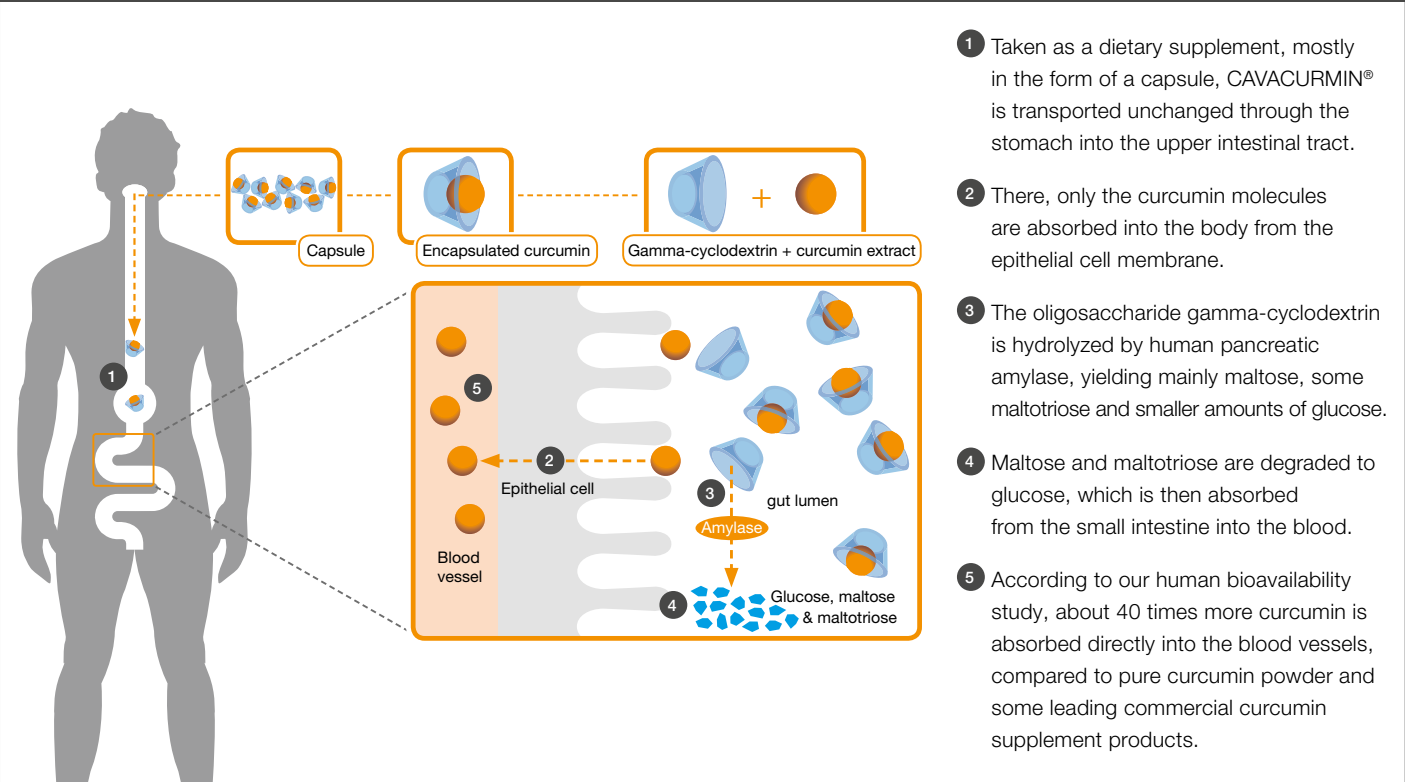 Capsule
Encapsulated curcumin
+
Gamma-cyclodextrin + curcumin extract
1
5
2
Epithelial cell
3
gut lumen
Amylase
Blood
vessel
4
Glucose, maltose
& maltotriose
1 Taken as a dietary supplement, mostly
in the form of a capsule, CAVACURMIN®
is transported unchanged through the
stomach into the upper intestinal tract.
2 There, only the curcumin molecules
are absorbed into the body from the
epithelial cell membrane.
3 The oligosaccharide gamma-cyclodextrin
is hydrolyzed by human pancreatic
amylase, yielding mainly maltose, some
maltotriose and smaller amounts of glucose.
4 Maltose and maltotriose are degraded to
glucose, which is then absorbed
from the small intestine into the blood.
5 According to our human bioavailability
study, about 40 times more curcumin is
absorbed directly into the blood vessels,
compared to pure curcumin powder and
some leading commercial curcumin
supplement products.